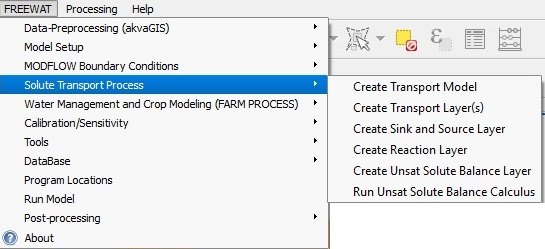 FREEWAT Processing Help
Data-Preprocessing (akvaGIS)
Model Setup
MODFLOW Boundary Conditions
Solute Transport Process
Water Management and Crop Modeling (FARM PROCESS)
Calibration/Sensitivity
Tools
DataBase
Program Locations
Run Model
Post-processing
About
Create Transport Model
Create Transport Layer(s)
Create Sink and Source Layer
Create Reaction Layer
Create Unsat Solute Balance Layer
Run Unsat Solute Balance Calculus